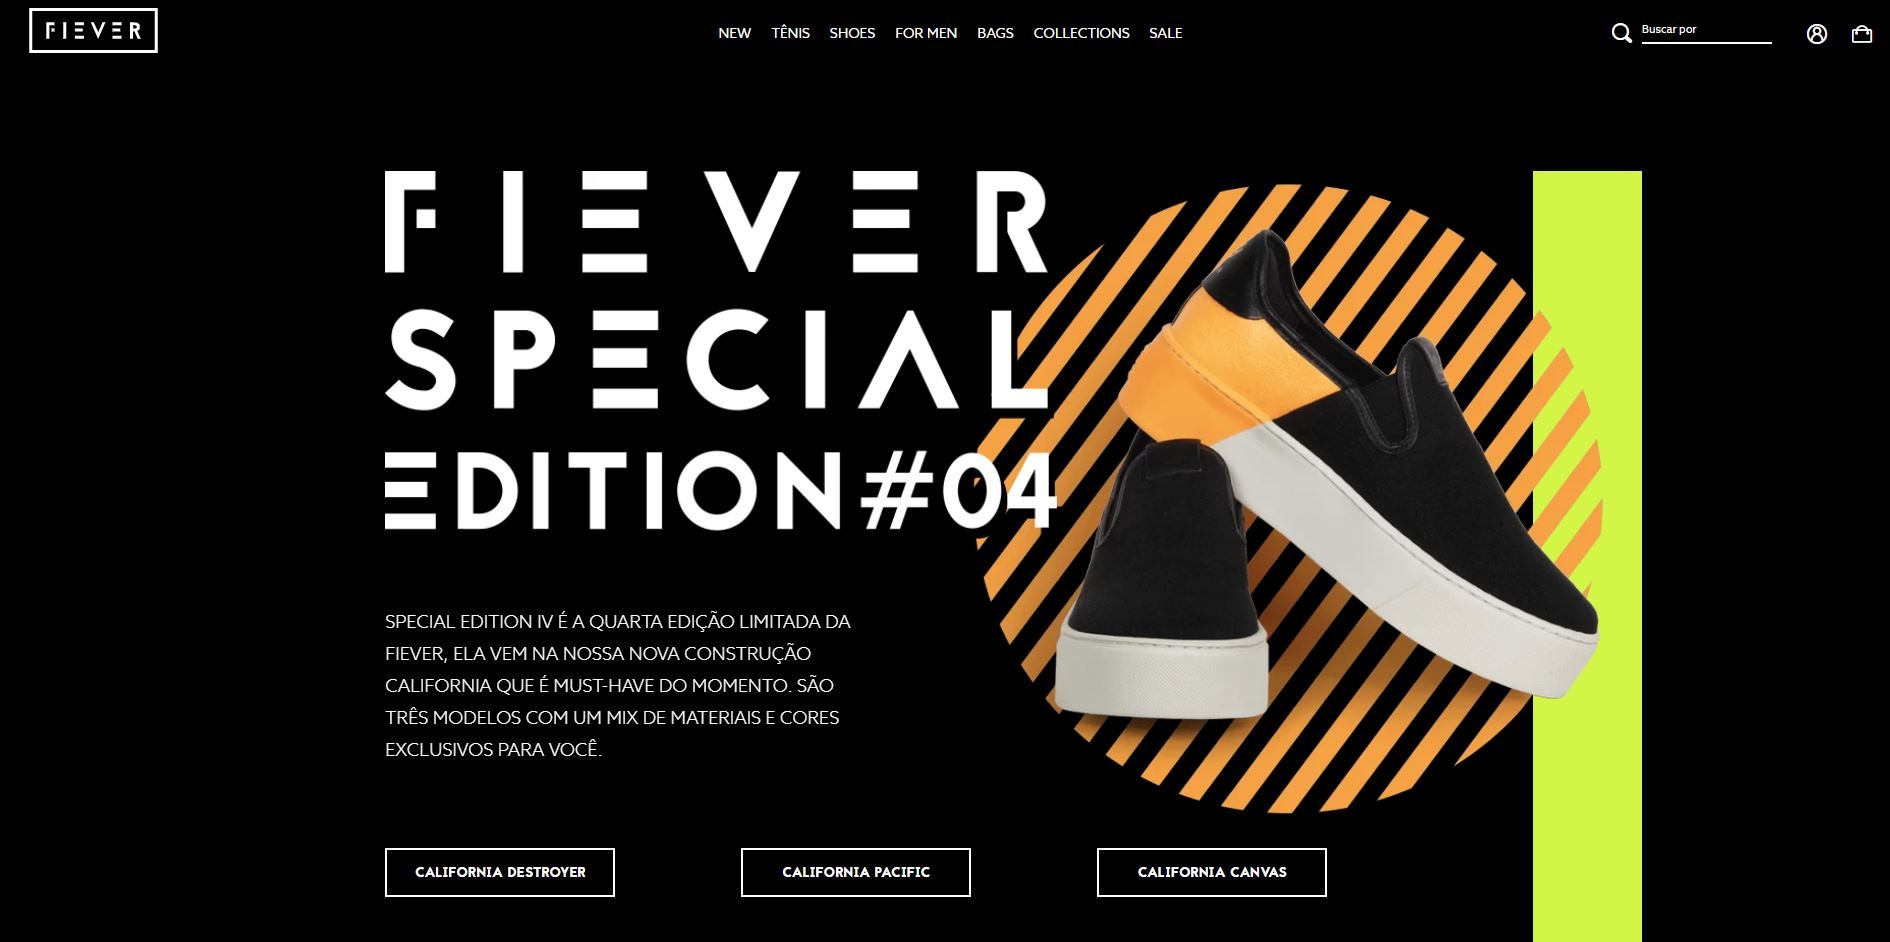 FIEVER
NEW TÊNIS SHOES FOR MEN BAGS COLLECTIONS SALE
Buscar por
FIEVER
SPECIAL
EDITION #04
SPECIAL EDITION IV É A QUARTA EDIÇÃO LIMITADA DA
FIEVER, ELA VEM NA NOSSA NOVA CONSTRUÇÃO
CALIFORNIA QUE É MUST-HAVE DO MOMENTO. SÃO
TRÊS MODELOS COM UM MIX DE MATERIAIS E CORES
EXCLUSIVOS PARA VOCÊ.
CALIFORNIA DESTROYER
CALIFORNIA PACIFIC
CALIFORNIA CANVAS